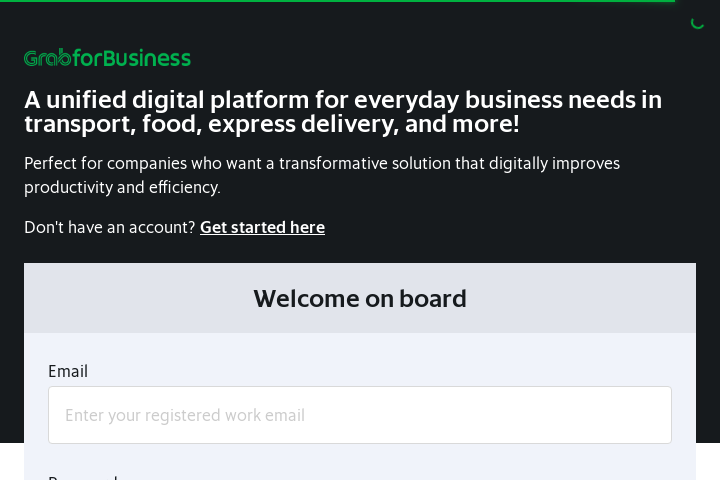 GrabforBusiness
A unified digital platform for everyday business needs in
transport, food, express delivery, and more!
Perfect for companies who want a transformative solution that digitally improves
productivity and efficiency.
Don't have an account? Get started here
Welcome on board
Email
Enter your registered work email